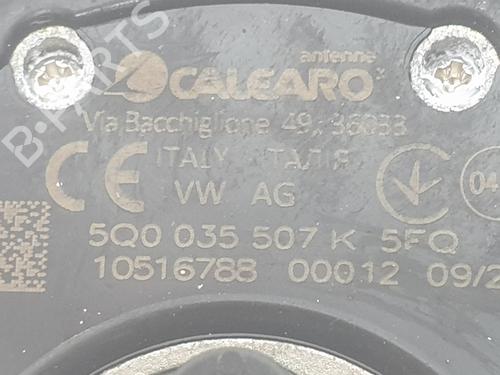 antenne
CALEARO
Via Bacchiglione 49, 36033
CE ITALY ІТАЛІЯ
VW AG 04
5Q0 035 507 K 5FQ
10516788 00012 09/2
B-PARTS